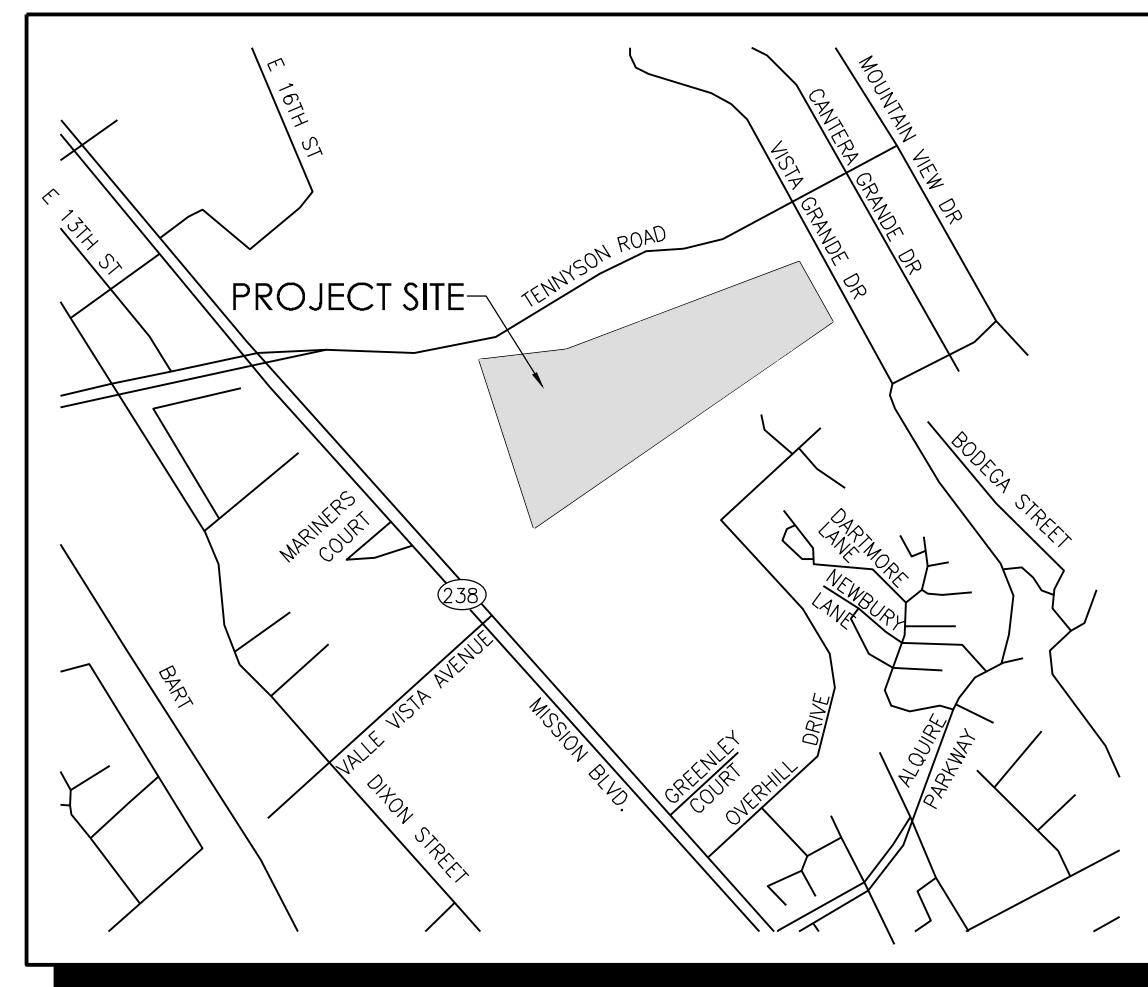 E 16TH ST
MOUNTAIN VIEW DR
CANTERA GRANDE DR
VISTA GRANDE DR
E 13TH ST
TENNYSON ROAD
PROJECT SITE
BODEGA STREET
MARINERS
COURT
DARTMORE
LANE
NEWBURY
LANE
238
BART
VALLE VISTA AVENUE
MISSION BLVD.
DIXON STREET
GREENLEY
COURT
OVERHILL DRIVE
ALQUIRE
PARKWAY